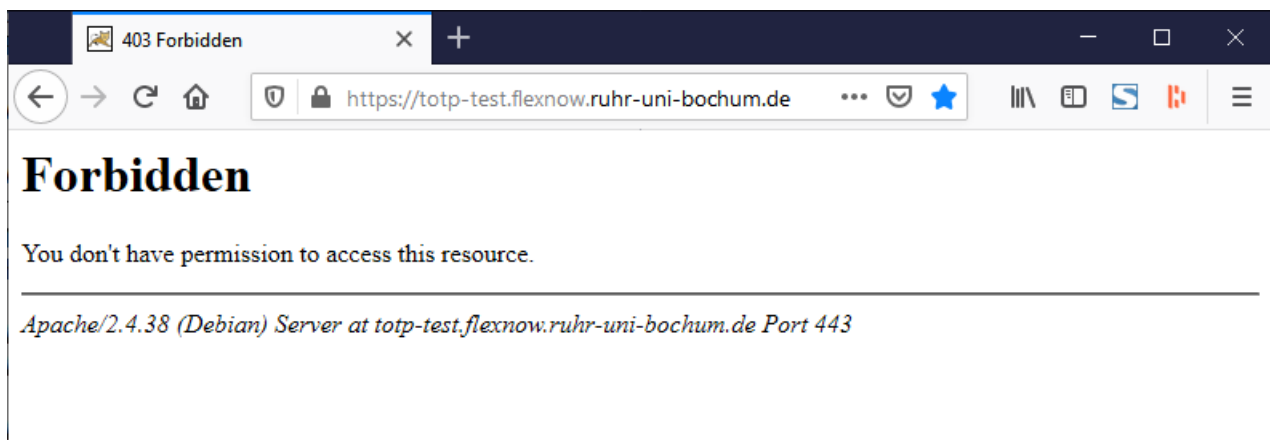 403 Forbidden
https://totp-test.flexnow.ruhr-uni-bochum.de
Forbidden
You don't have permission to access this resource.
Apache/2.4.38 (Debian) Server at totp-test.flexnow.ruhr-uni-bochum.de Port 443